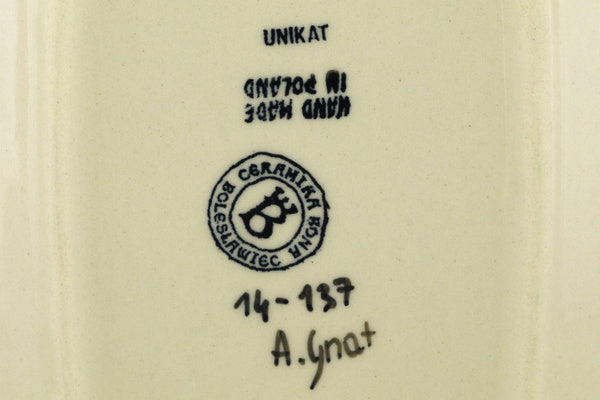 UNIKAT
HAND MADE
IN POLAND
CERAMIKA BONA
BOLESŁAWIEC
B
14-137
A. Gnat